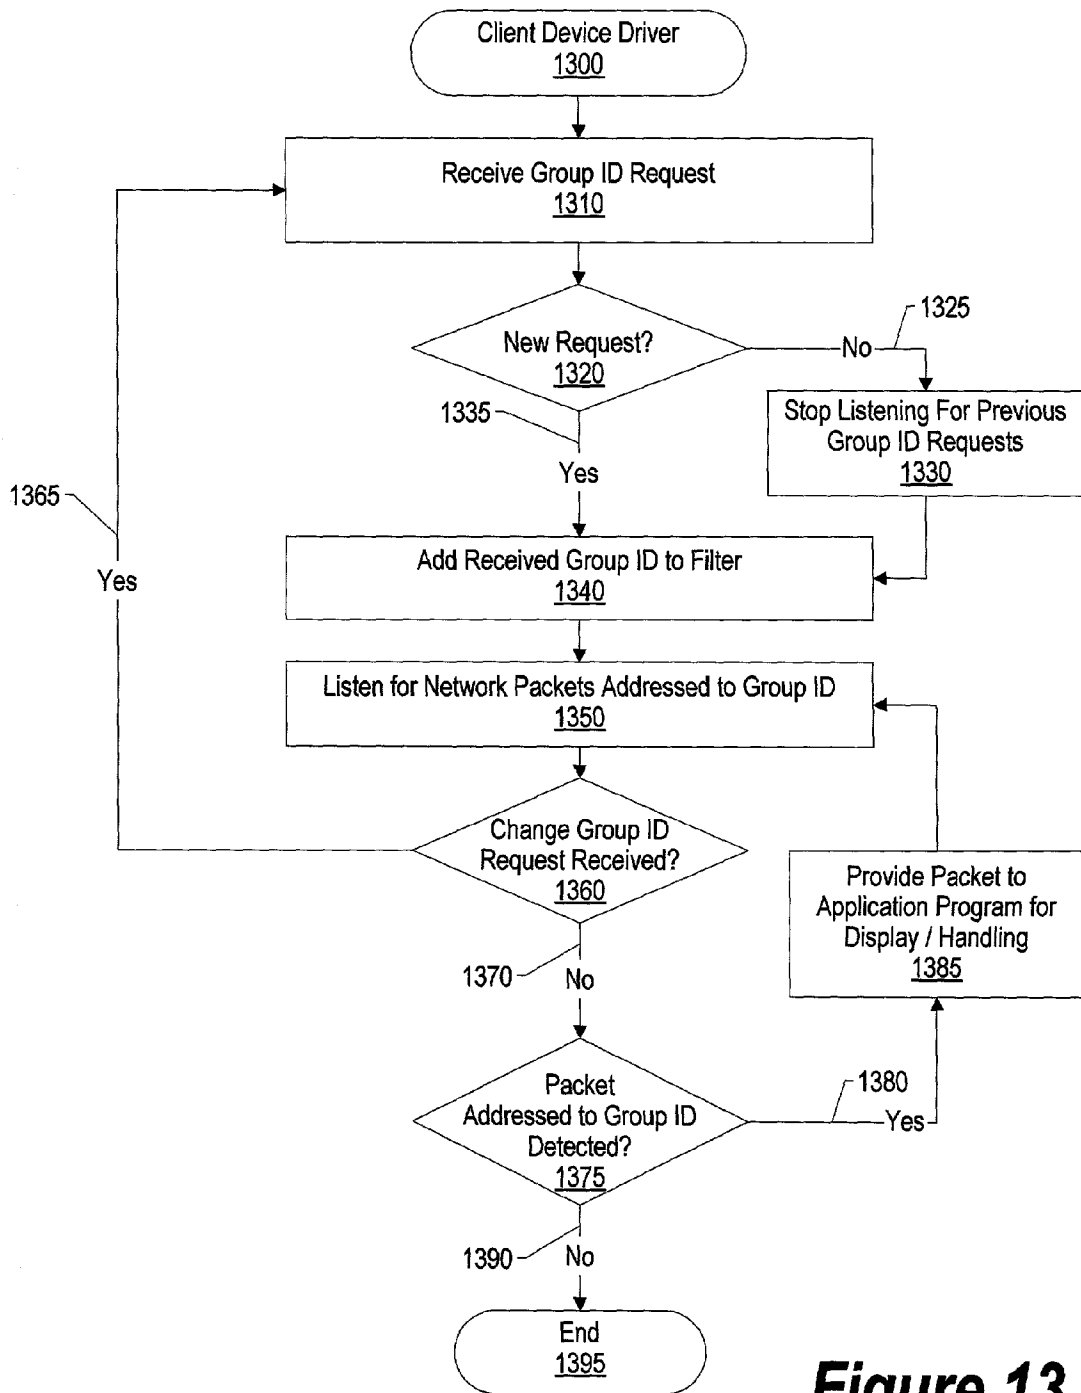 Client Device Driver
1300
Receive Group ID Request
1310
New Request?
1320
1325
No
1335
Yes
Stop Listening For Previous
Group ID Requests
1330
1365
Yes
Add Received Group ID to Filter
1340
Listen for Network Packets Addressed to Group ID
1350
Change Group ID
Request Received?
1360
Provide Packet to
Application Program for
Display / Handling
1385
1370
No
Packet
Addressed to Group ID
Detected?
1375
1380
Yes
1390
No
End
1395
Figure 13